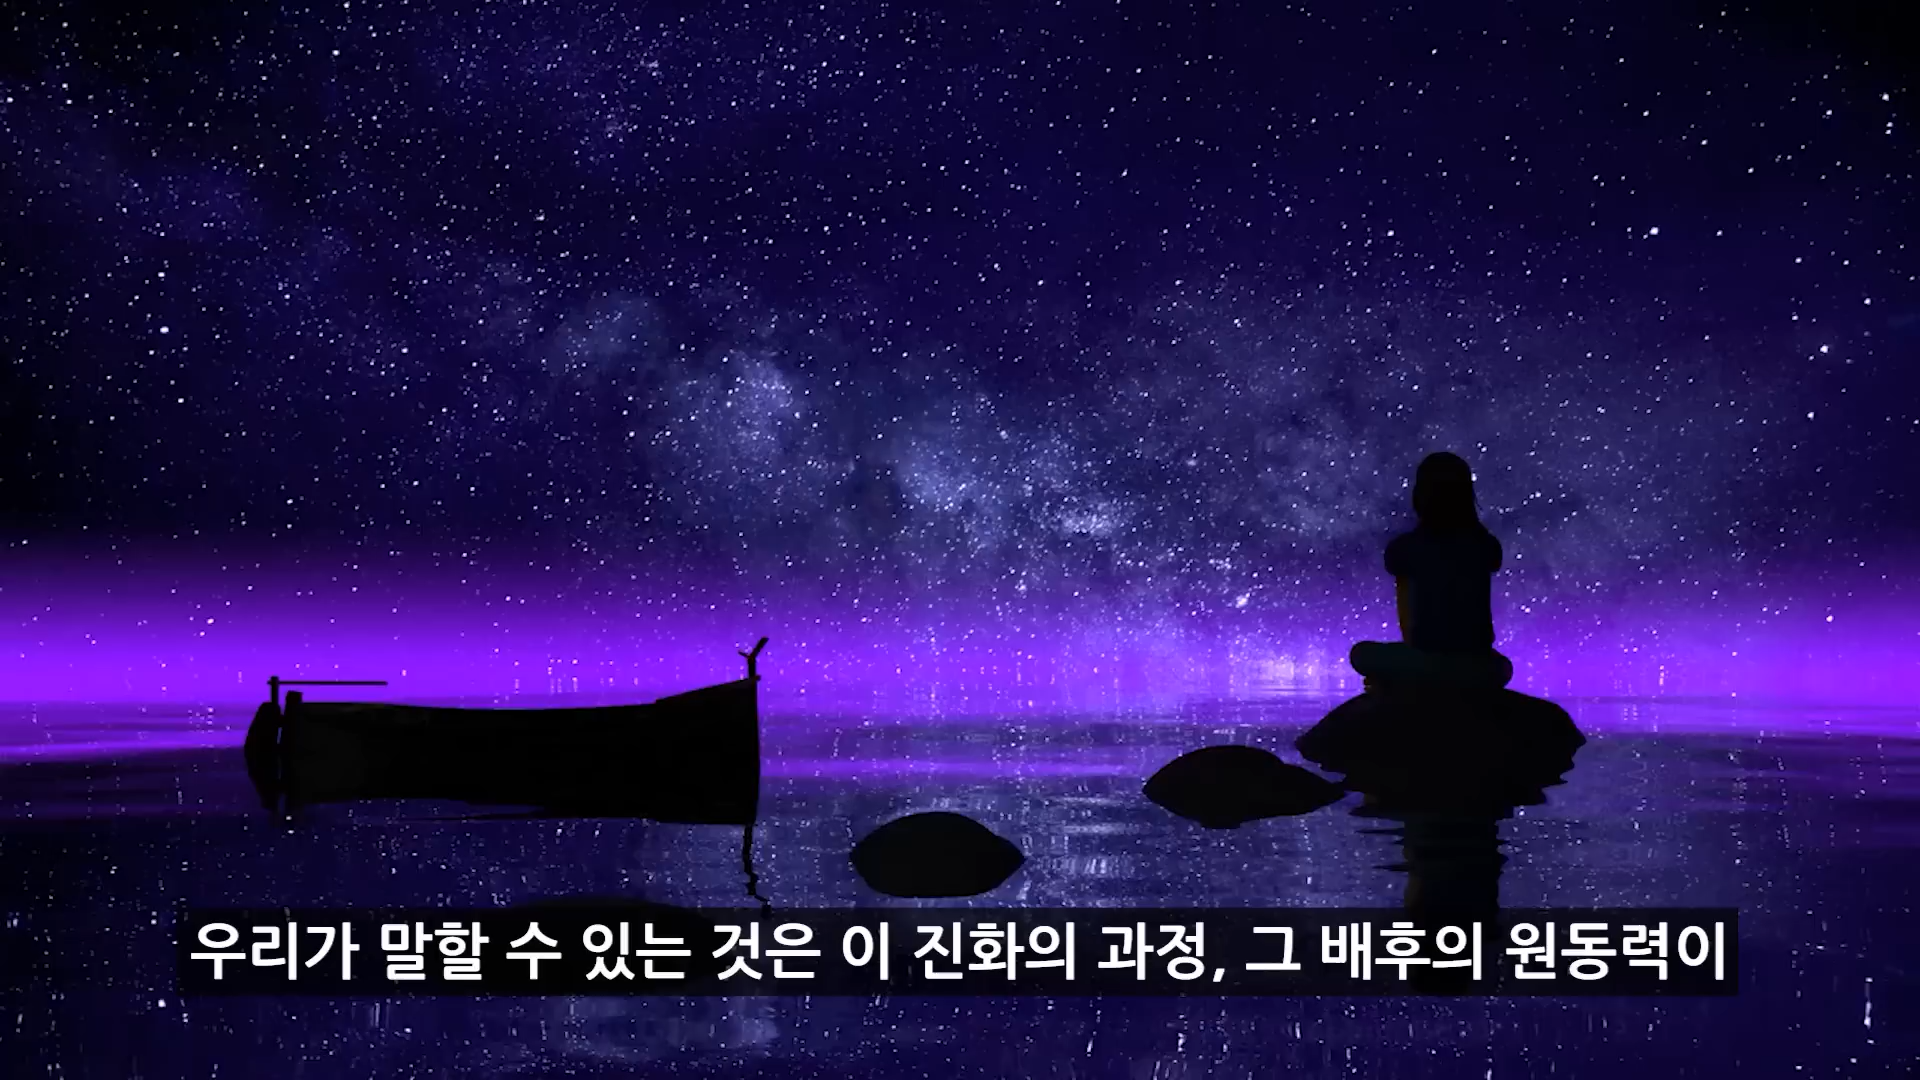 우리가 말할 수 있는 것은 이 진화의 과정, 그 배후의 원동력이